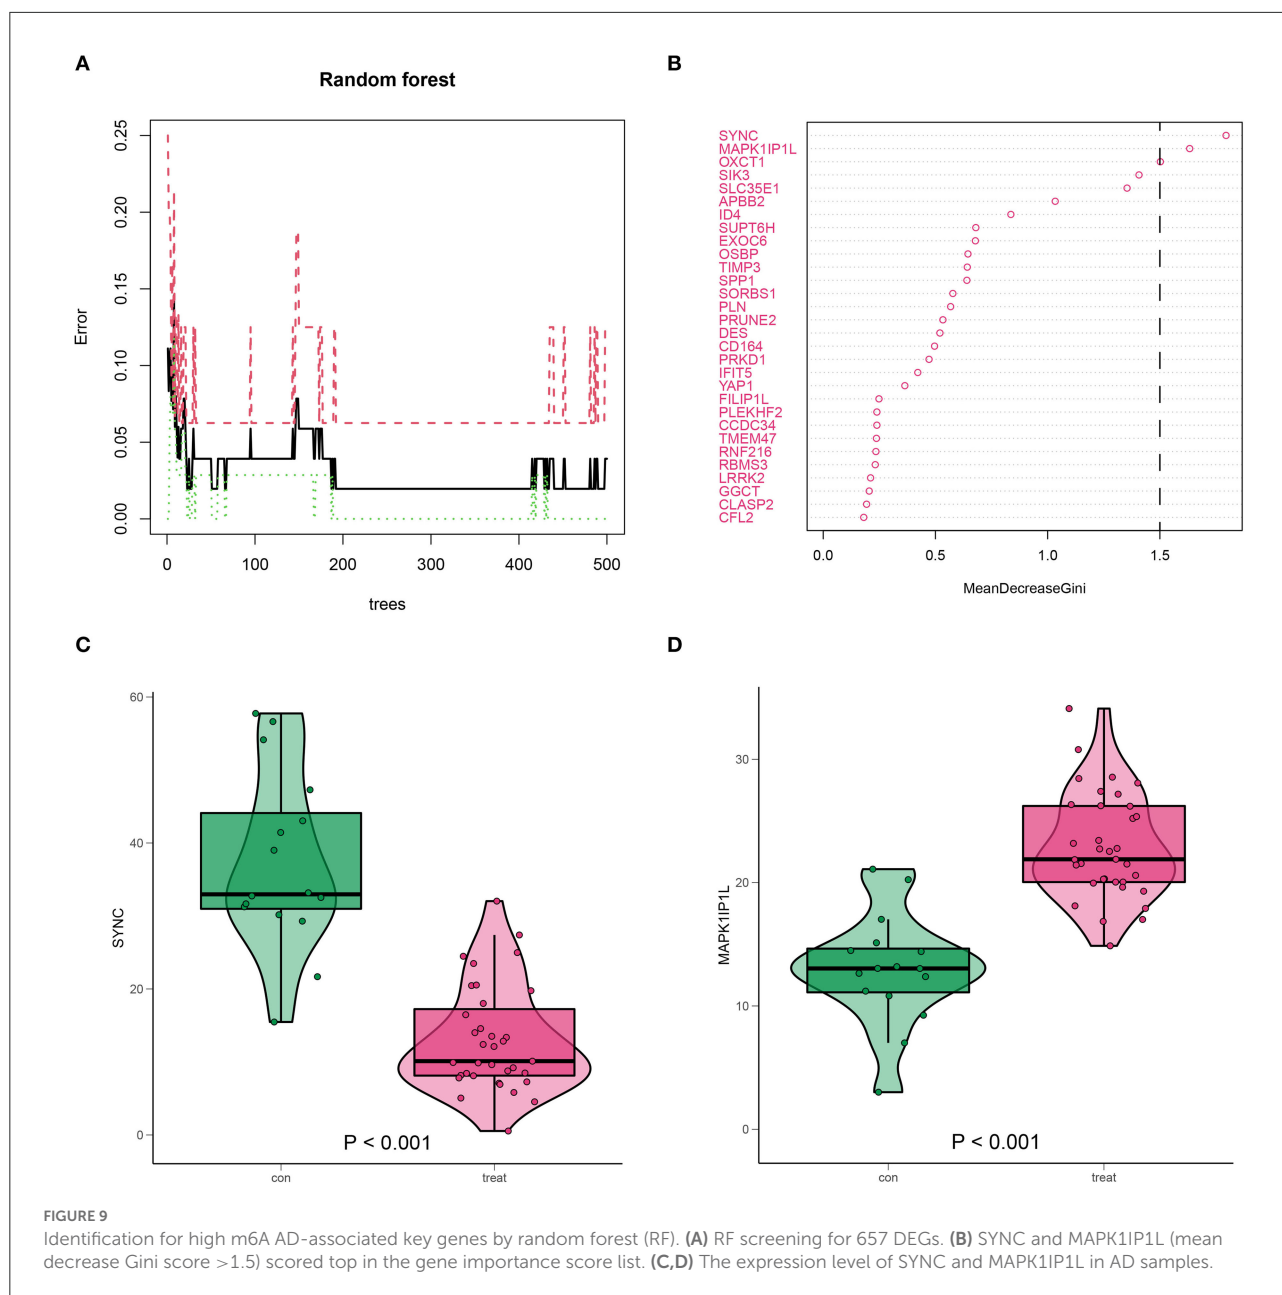 A
Random forest
0.25
0.20
0.15
0.10
0.05
0.00
Error
0 100 200 300 400 500
trees
B
SYNC
MAPK1IP1L
OXCT1
SIK3
SLC35E1
APBB2
ID4
SUPT6H
EXOC6
OSBP
TIMP3
SPP1
SORBS1
PLN
PRUNE2
DES
CD164
PRKD1
IFIT5
YAP1
FILIP1L
PLEKHF2
CCDC34
TMEM47
RNF216
RBMS3
LRRK2
GGCT
CLASP2
CFL2
0.0 0.5 1.0 1.5
MeanDecreaseGini
C
60
40
20
0
SYNC
P < 0.001
con treat
D
30
20
10
0
MAPK1IP1L
P < 0.001
con treat
FIGURE 9
Identification for high m6A AD-associated key genes by random forest (RF). (A) RF screening for 657 DEGs. (B) SYNC and MAPK1IP1L (mean
decrease Gini score >1.5) scored top in the gene importance score list. (C,D) The expression level of SYNC and MAPK1IP1L in AD samples.